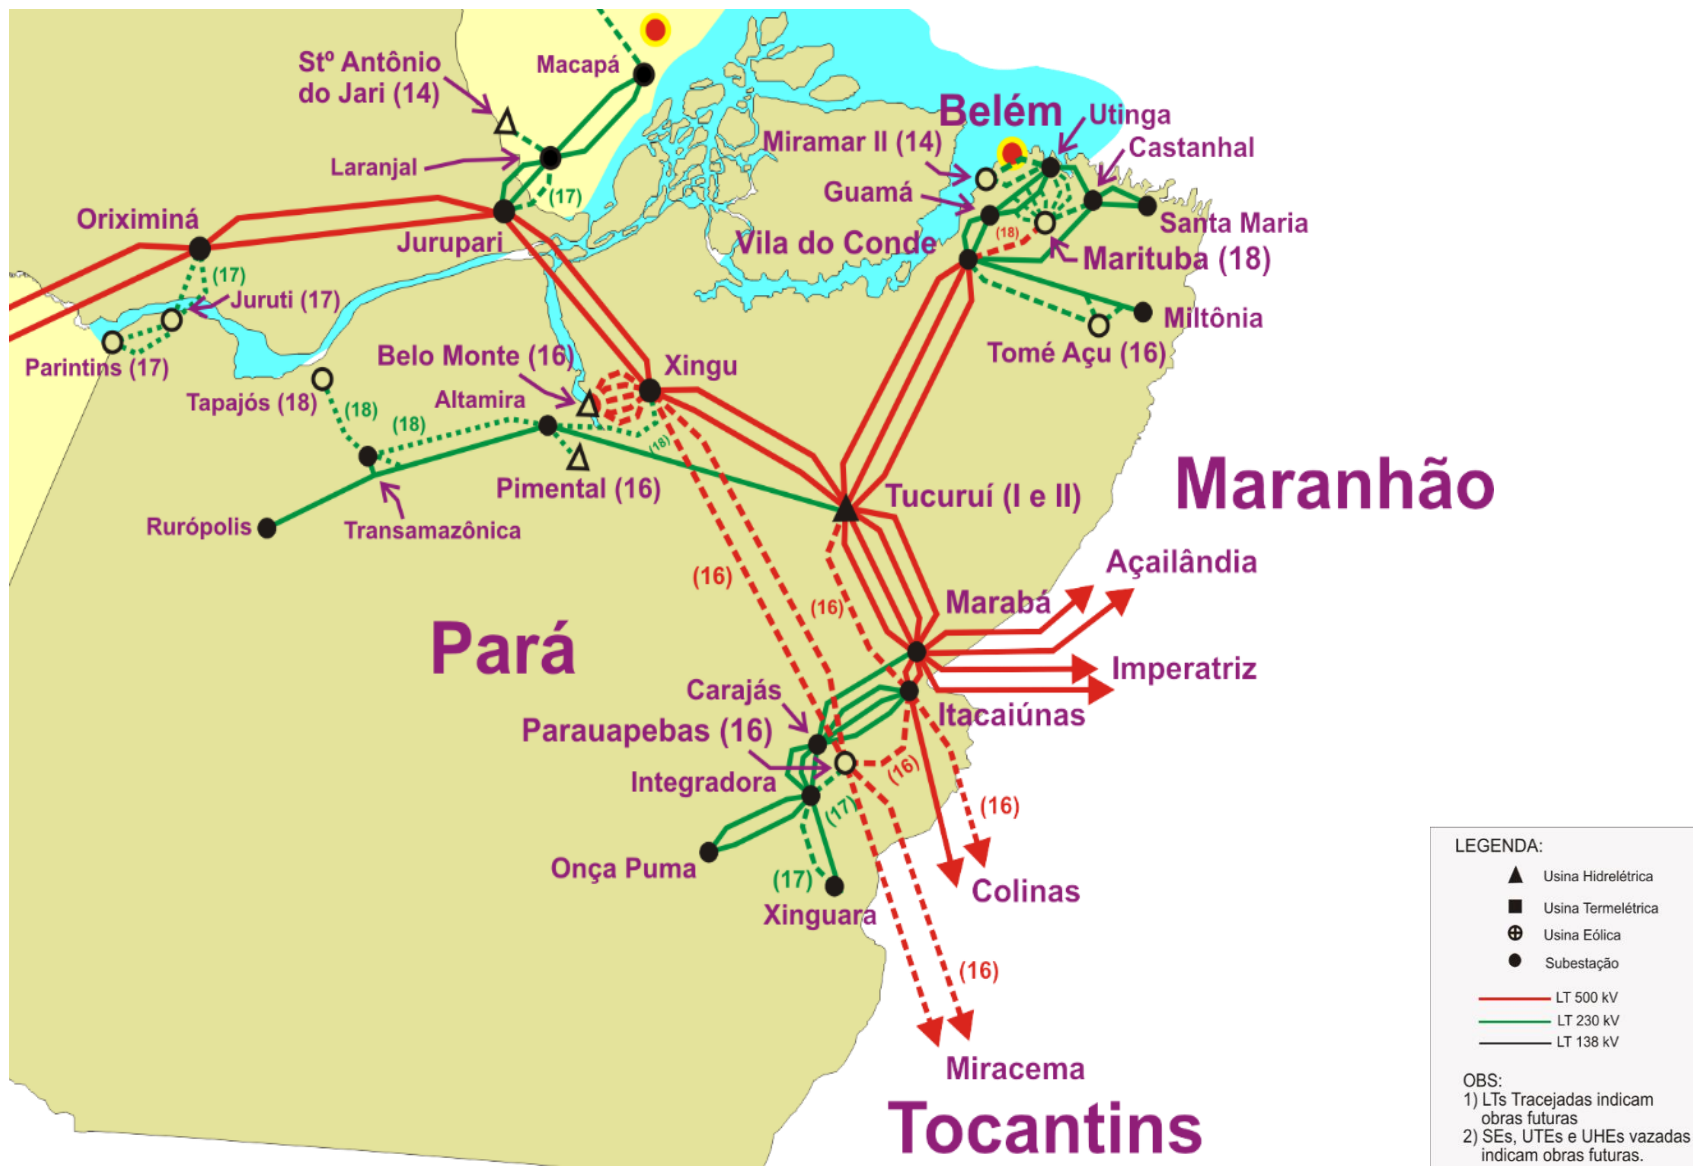 Stº Antônio
do Jari (14)
Macapá
Laranjal
(17)
Belém
Utinga
Miramar II (14)
Castanhal
Guamá
Santa Maria
Oriximiná
Jurupari
Vila do Conde
(18)
Marituba (18)
(17)
Juruti (17)
Miltônia
Tomé Açu (16)
Parintins (17)
Belo Monte (16)
Xingu
Tapajós (18)
(18)
(18)
Altamira
(18)
Pimental (16)
Tucuruí (I e II)
Maranhão
Rurópolis
Transamazônica
(16)
(16)
Açailândia
Marabá
Pará
Imperatriz
Carajás
Itacaiúnas
Parauapebas (16)
(16)
Integradora
(17)
(16)
Onça Puma
(17)
Colinas
Xinguara
(16)
Miracema
Tocantins
LEGENDA:
Usina Hidrelétrica
Usina Termelétrica
Usina Eólica
Subestação
LT 500 kV
LT 230 kV
LT 138 kV
OBS:
1) LTs Tracejadas indicam
obras futuras
2) SEs, UTEs e UHEs vazadas
indicam obras futuras.